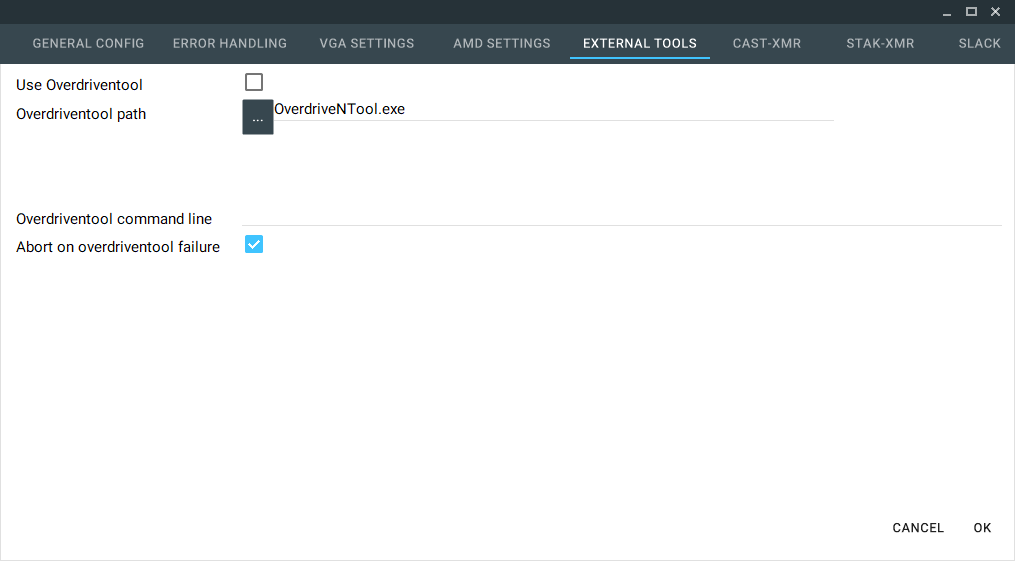 GENERAL CONFIG ERROR HANDLING VGA SETTINGS AMD SETTINGS EXTERNAL TOOLS CAST-XMR STAK-XMR SLACK
Use Overdriventool
Overdriventool path ... OverdriveNTool.exe
Overdriventool command line
Abort on overdriventool failure
CANCEL OK